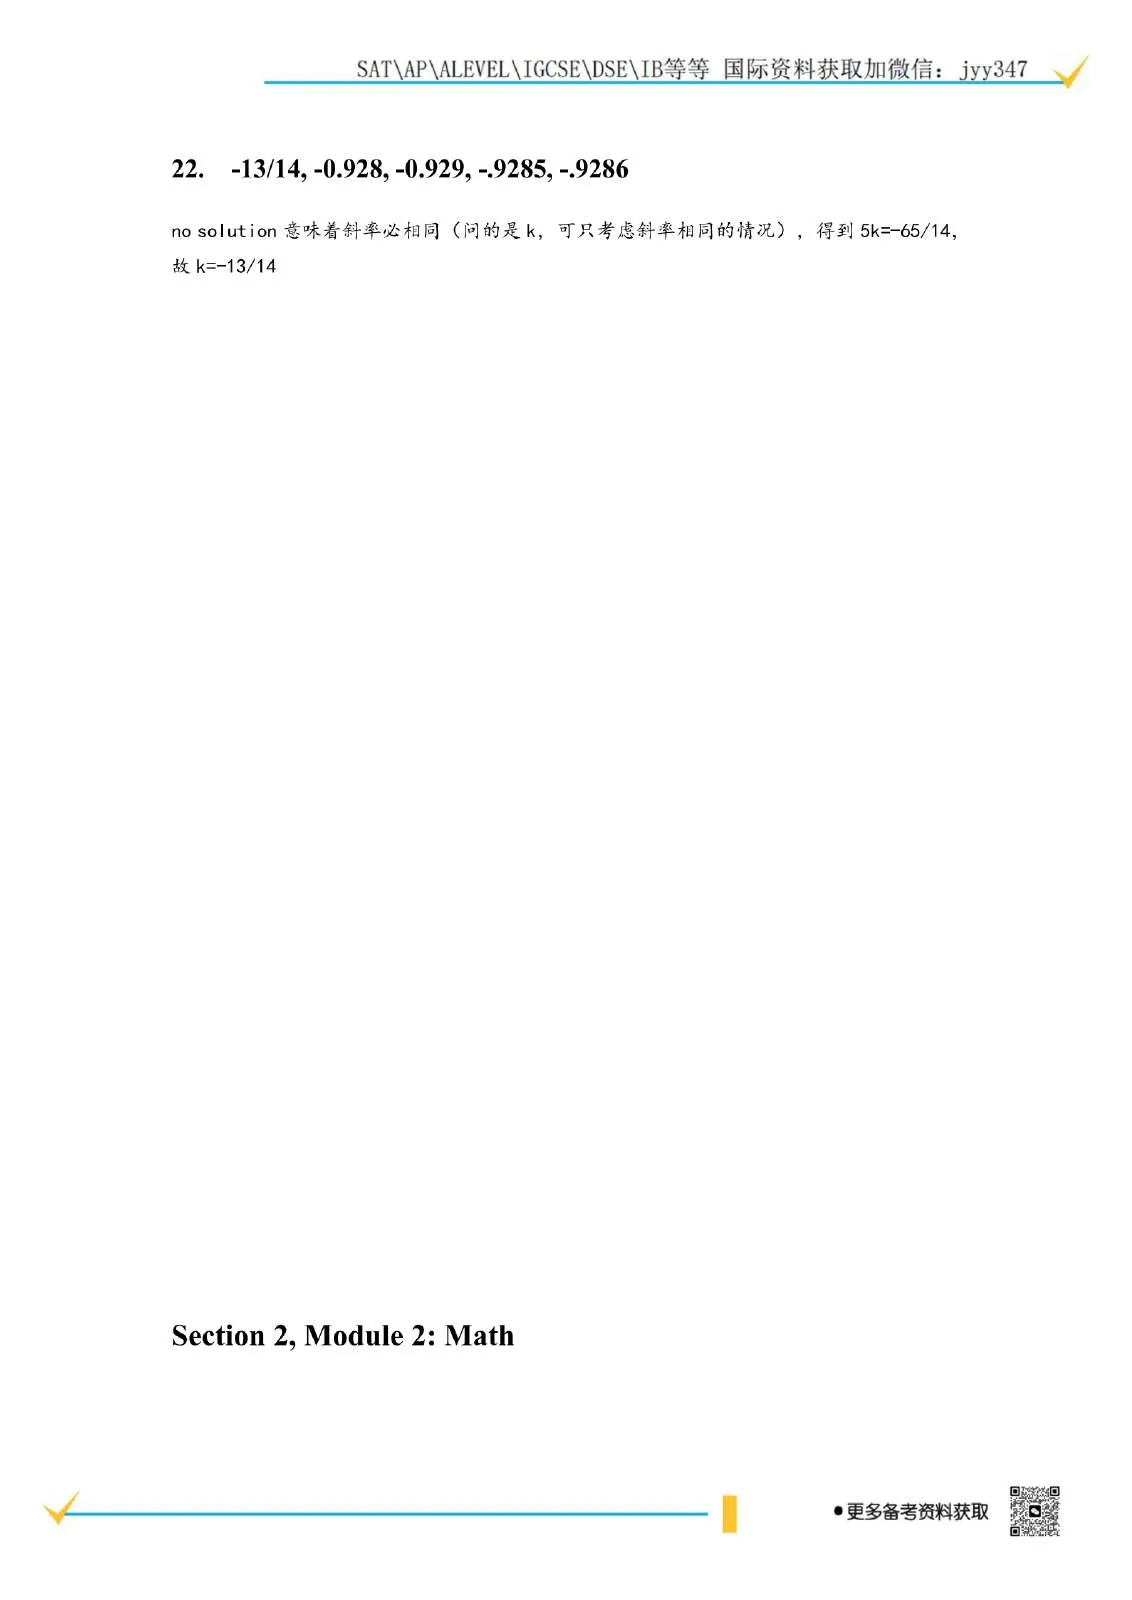 SAT\AP\ALEVEL\IGCSE\DSE\IB等等 国际资料获取加微信：jyy347
22. -13/14, -0.928, -0.929, -.9285, -.9286
no solution 意味着斜率必相同（问的是 k，可只考虑斜率相同的情况），得到 5k=-65/14，
故 k=-13/14
Section 2, Module 2: Math
•更多备考资料获取